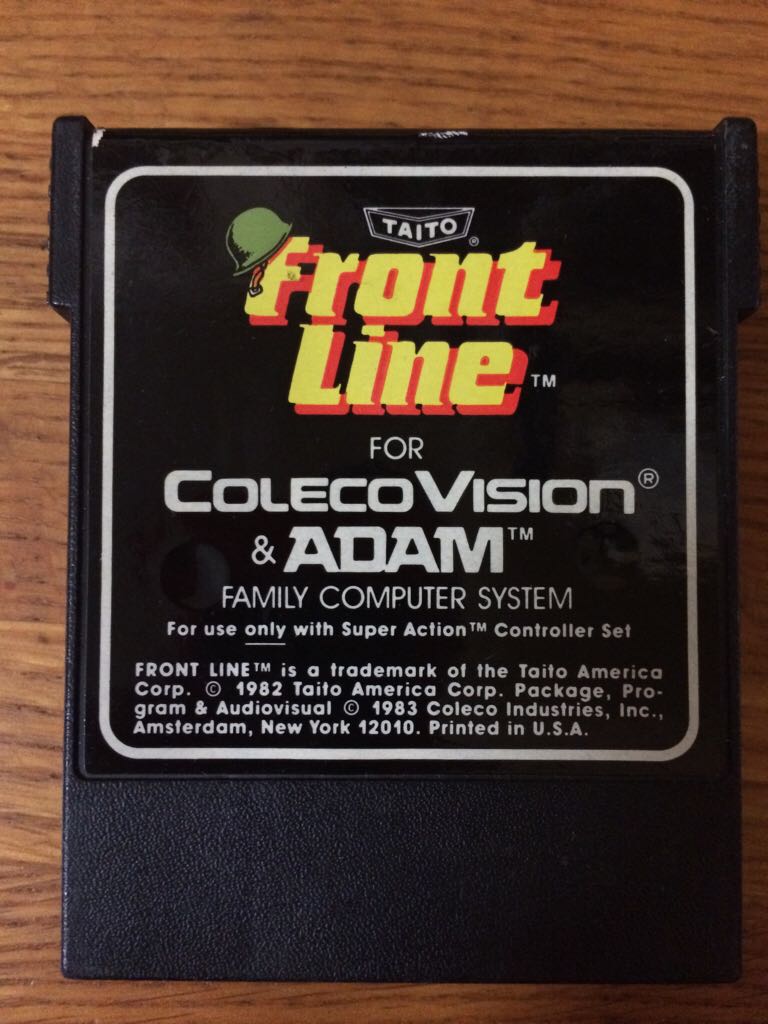 TAITO®
Front
Line™
FOR
COLECOVISION®
& ADAM™
FAMILY COMPUTER SYSTEM
For use only with Super Action™ Controller Set
FRONT LINE™ is a trademark of the Taito America
Corp. © 1982 Taito America Corp. Package, Pro-
gram & Audiovisual © 1983 Coleco Industries, Inc.,
Amsterdam, New York 12010. Printed in U.S.A.